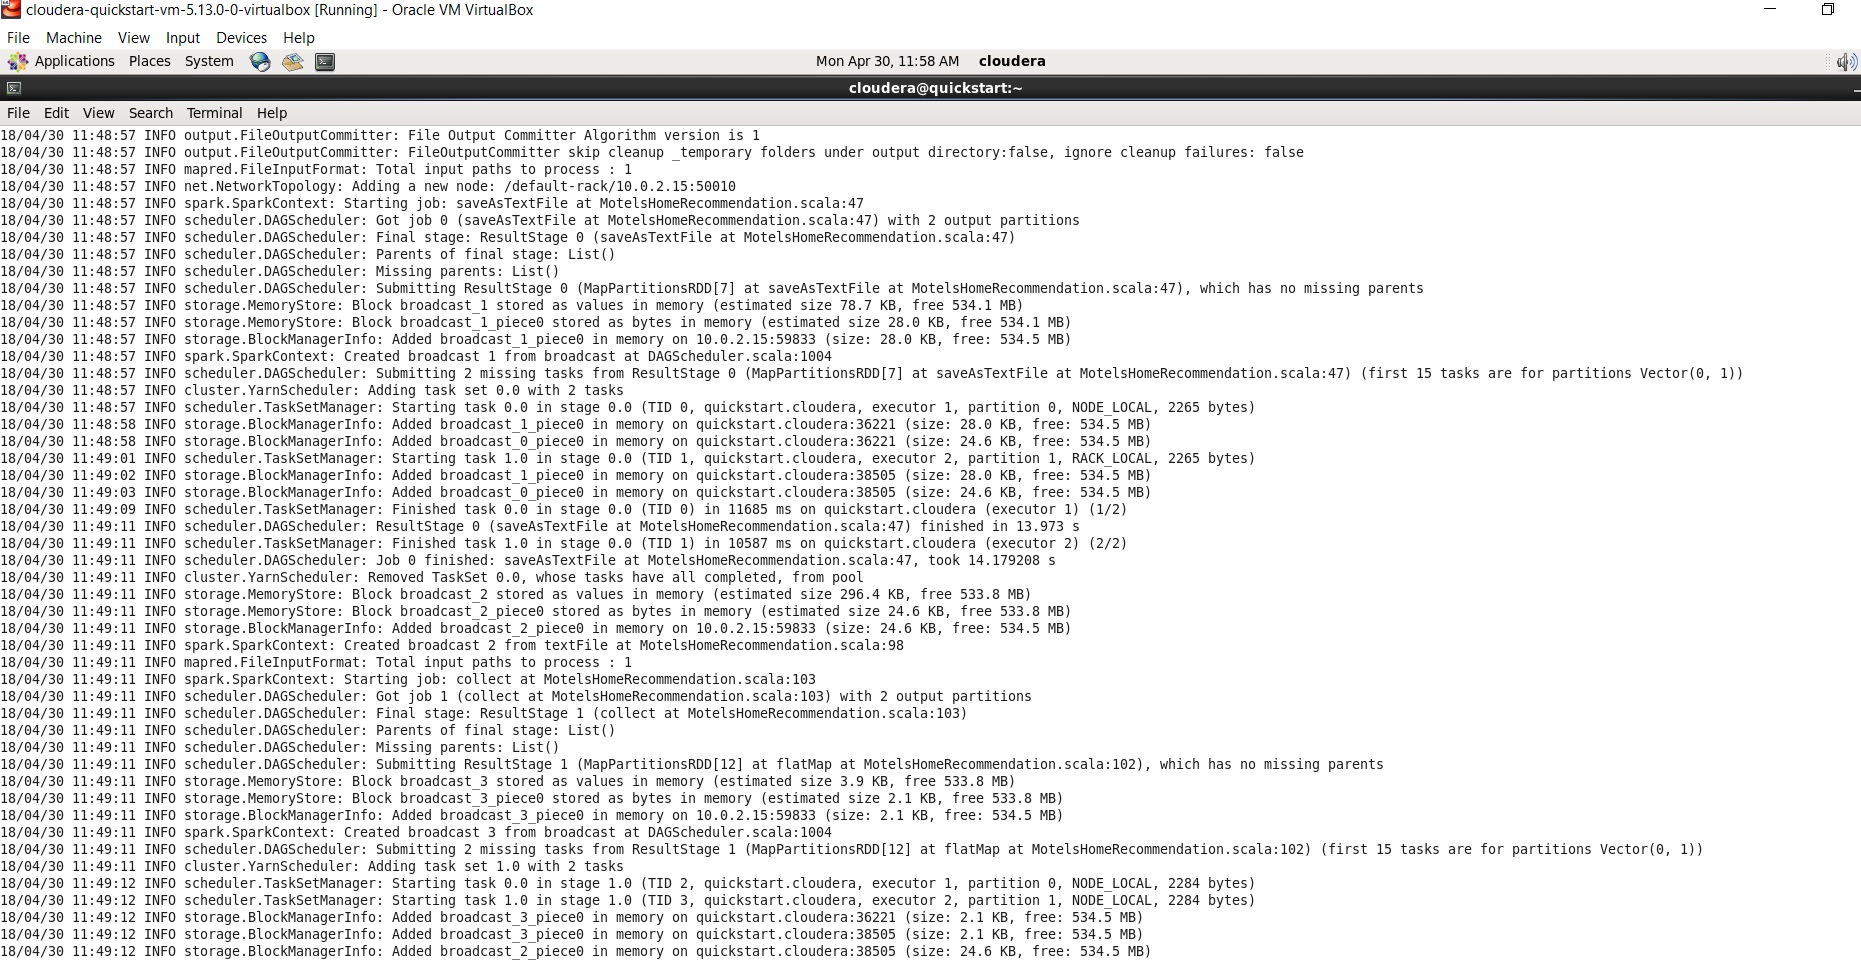 cloudera-quickstart-vm-5.13.0-0-virtualbox [Running] - Oracle VM VirtualBox
File Machine View Input Devices Help
Applications Places System Mon Apr 30, 11:58 AM cloudera
cloudera@quickstart:~
File Edit View Search Terminal Help
18/04/30 11:48:57 INFO output.FileOutputCommitter: File Output Committer Algorithm version is 1
18/04/30 11:48:57 INFO output.FileOutputCommitter: FileOutputCommitter skip cleanup _temporary folders under output directory:false, ignore cleanup failures: false
18/04/30 11:48:57 INFO mapred.FileInputFormat: Total input paths to process : 1
18/04/30 11:48:57 INFO net.NetworkTopology: Adding a new node: /default-rack/10.0.2.15:50010
18/04/30 11:48:57 INFO spark.SparkContext: Starting job: saveAsTextFile at MotelsHomeRecommendation.scala:47
18/04/30 11:48:57 INFO scheduler.DAGScheduler: Got job 0 (saveAsTextFile at MotelsHomeRecommendation.scala:47) with 2 output partitions
18/04/30 11:48:57 INFO scheduler.DAGScheduler: Final stage: ResultStage 0 (saveAsTextFile at MotelsHomeRecommendation.scala:47)
18/04/30 11:48:57 INFO scheduler.DAGScheduler: Parents of final stage: List()
18/04/30 11:48:57 INFO scheduler.DAGScheduler: Missing parents: List()
18/04/30 11:48:57 INFO scheduler.DAGScheduler: Submitting ResultStage 0 (MapPartitionsRDD[7] at saveAsTextFile at MotelsHomeRecommendation.scala:47), which has no missing parents
18/04/30 11:48:57 INFO storage.MemoryStore: Block broadcast_1 stored as values in memory (estimated size 78.7 KB, free 534.1 MB)
18/04/30 11:48:57 INFO storage.MemoryStore: Block broadcast_1_piece0 stored as bytes in memory (estimated size 28.0 KB, free 534.1 MB)
18/04/30 11:48:57 INFO storage.BlockManagerInfo: Added broadcast_1_piece0 in memory on 10.0.2.15:59833 (size: 28.0 KB, free: 534.5 MB)
18/04/30 11:48:57 INFO spark.SparkContext: Created broadcast 1 from broadcast at DAGScheduler.scala:1004
18/04/30 11:48:57 INFO scheduler.DAGScheduler: Submitting 2 missing tasks from ResultStage 0 (MapPartitionsRDD[7] at saveAsTextFile at MotelsHomeRecommendation.scala:47) (first 15 tasks are for partitions Vector(0, 1))
18/04/30 11:48:57 INFO cluster.YarnScheduler: Adding task set 0.0 with 2 tasks
18/04/30 11:48:57 INFO scheduler.TaskSetManager: Starting task 0.0 in stage 0.0 (TID 0, quickstart.cloudera, executor 1, partition 0, NODE_LOCAL, 2265 bytes)
18/04/30 11:48:58 INFO storage.BlockManagerInfo: Added broadcast_1_piece0 in memory on quickstart.cloudera:36221 (size: 28.0 KB, free: 534.5 MB)
18/04/30 11:48:58 INFO storage.BlockManagerInfo: Added broadcast_0_piece0 in memory on quickstart.cloudera:36221 (size: 24.6 KB, free: 534.5 MB)
18/04/30 11:49:01 INFO scheduler.TaskSetManager: Starting task 1.0 in stage 0.0 (TID 1, quickstart.cloudera, executor 2, partition 1, RACK_LOCAL, 2265 bytes)
18/04/30 11:49:02 INFO storage.BlockManagerInfo: Added broadcast_1_piece0 in memory on quickstart.cloudera:38505 (size: 28.0 KB, free: 534.5 MB)
18/04/30 11:49:03 INFO storage.BlockManagerInfo: Added broadcast_0_piece0 in memory on quickstart.cloudera:38505 (size: 24.6 KB, free: 534.5 MB)
18/04/30 11:49:09 INFO scheduler.TaskSetManager: Finished task 0.0 in stage 0.0 (TID 0) in 11685 ms on quickstart.cloudera (executor 1) (1/2)
18/04/30 11:49:11 INFO scheduler.DAGScheduler: ResultStage 0 (saveAsTextFile at MotelsHomeRecommendation.scala:47) finished in 13.973 s
18/04/30 11:49:11 INFO scheduler.TaskSetManager: Finished task 1.0 in stage 0.0 (TID 1) in 10587 ms on quickstart.cloudera (executor 2) (2/2)
18/04/30 11:49:11 INFO scheduler.DAGScheduler: Job 0 finished: saveAsTextFile at MotelsHomeRecommendation.scala:47, took 14.179208 s
18/04/30 11:49:11 INFO cluster.YarnScheduler: Removed TaskSet 0.0, whose tasks have all completed, from pool
18/04/30 11:49:11 INFO storage.MemoryStore: Block broadcast_2 stored as values in memory (estimated size 296.4 KB, free 533.8 MB)
18/04/30 11:49:11 INFO storage.MemoryStore: Block broadcast_2_piece0 stored as bytes in memory (estimated size 24.6 KB, free 533.8 MB)
18/04/30 11:49:11 INFO storage.BlockManagerInfo: Added broadcast_2_piece0 in memory on 10.0.2.15:59833 (size: 24.6 KB, free: 534.5 MB)
18/04/30 11:49:11 INFO spark.SparkContext: Created broadcast 2 from textFile at MotelsHomeRecommendation.scala:98
18/04/30 11:49:11 INFO mapred.FileInputFormat: Total input paths to process : 1
18/04/30 11:49:11 INFO spark.SparkContext: Starting job: collect at MotelsHomeRecommendation.scala:103
18/04/30 11:49:11 INFO scheduler.DAGScheduler: Got job 1 (collect at MotelsHomeRecommendation.scala:103) with 2 output partitions
18/04/30 11:49:11 INFO scheduler.DAGScheduler: Final stage: ResultStage 1 (collect at MotelsHomeRecommendation.scala:103)
18/04/30 11:49:11 INFO scheduler.DAGScheduler: Parents of final stage: List()
18/04/30 11:49:11 INFO scheduler.DAGScheduler: Missing parents: List()
18/04/30 11:49:11 INFO scheduler.DAGScheduler: Submitting ResultStage 1 (MapPartitionsRDD[12] at flatMap at MotelsHomeRecommendation.scala:102), which has no missing parents
18/04/30 11:49:11 INFO storage.MemoryStore: Block broadcast_3 stored as values in memory (estimated size 3.9 KB, free 533.8 MB)
18/04/30 11:49:11 INFO storage.MemoryStore: Block broadcast_3_piece0 stored as bytes in memory (estimated size 2.1 KB, free 533.8 MB)
18/04/30 11:49:11 INFO storage.BlockManagerInfo: Added broadcast_3_piece0 in memory on 10.0.2.15:59833 (size: 2.1 KB, free: 534.5 MB)
18/04/30 11:49:11 INFO spark.SparkContext: Created broadcast 3 from broadcast at DAGScheduler.scala:1004
18/04/30 11:49:11 INFO scheduler.DAGScheduler: Submitting 2 missing tasks from ResultStage 1 (MapPartitionsRDD[12] at flatMap at MotelsHomeRecommendation.scala:102) (first 15 tasks are for partitions Vector(0, 1))
18/04/30 11:49:11 INFO cluster.YarnScheduler: Adding task set 1.0 with 2 tasks
18/04/30 11:49:12 INFO scheduler.TaskSetManager: Starting task 0.0 in stage 1.0 (TID 2, quickstart.cloudera, executor 1, partition 0, NODE_LOCAL, 2284 bytes)
18/04/30 11:49:12 INFO scheduler.TaskSetManager: Starting task 1.0 in stage 1.0 (TID 3, quickstart.cloudera, executor 2, partition 1, NODE_LOCAL, 2284 bytes)
18/04/30 11:49:12 INFO storage.BlockManagerInfo: Added broadcast_3_piece0 in memory on quickstart.cloudera:36221 (size: 2.1 KB, free: 534.5 MB)
18/04/30 11:49:12 INFO storage.BlockManagerInfo: Added broadcast_3_piece0 in memory on quickstart.cloudera:38505 (size: 2.1 KB, free: 534.5 MB)
18/04/30 11:49:12 INFO storage.BlockManagerInfo: Added broadcast_2_piece0 in memory on quickstart.cloudera:38505 (size: 24.6 KB, free: 534.5 MB)